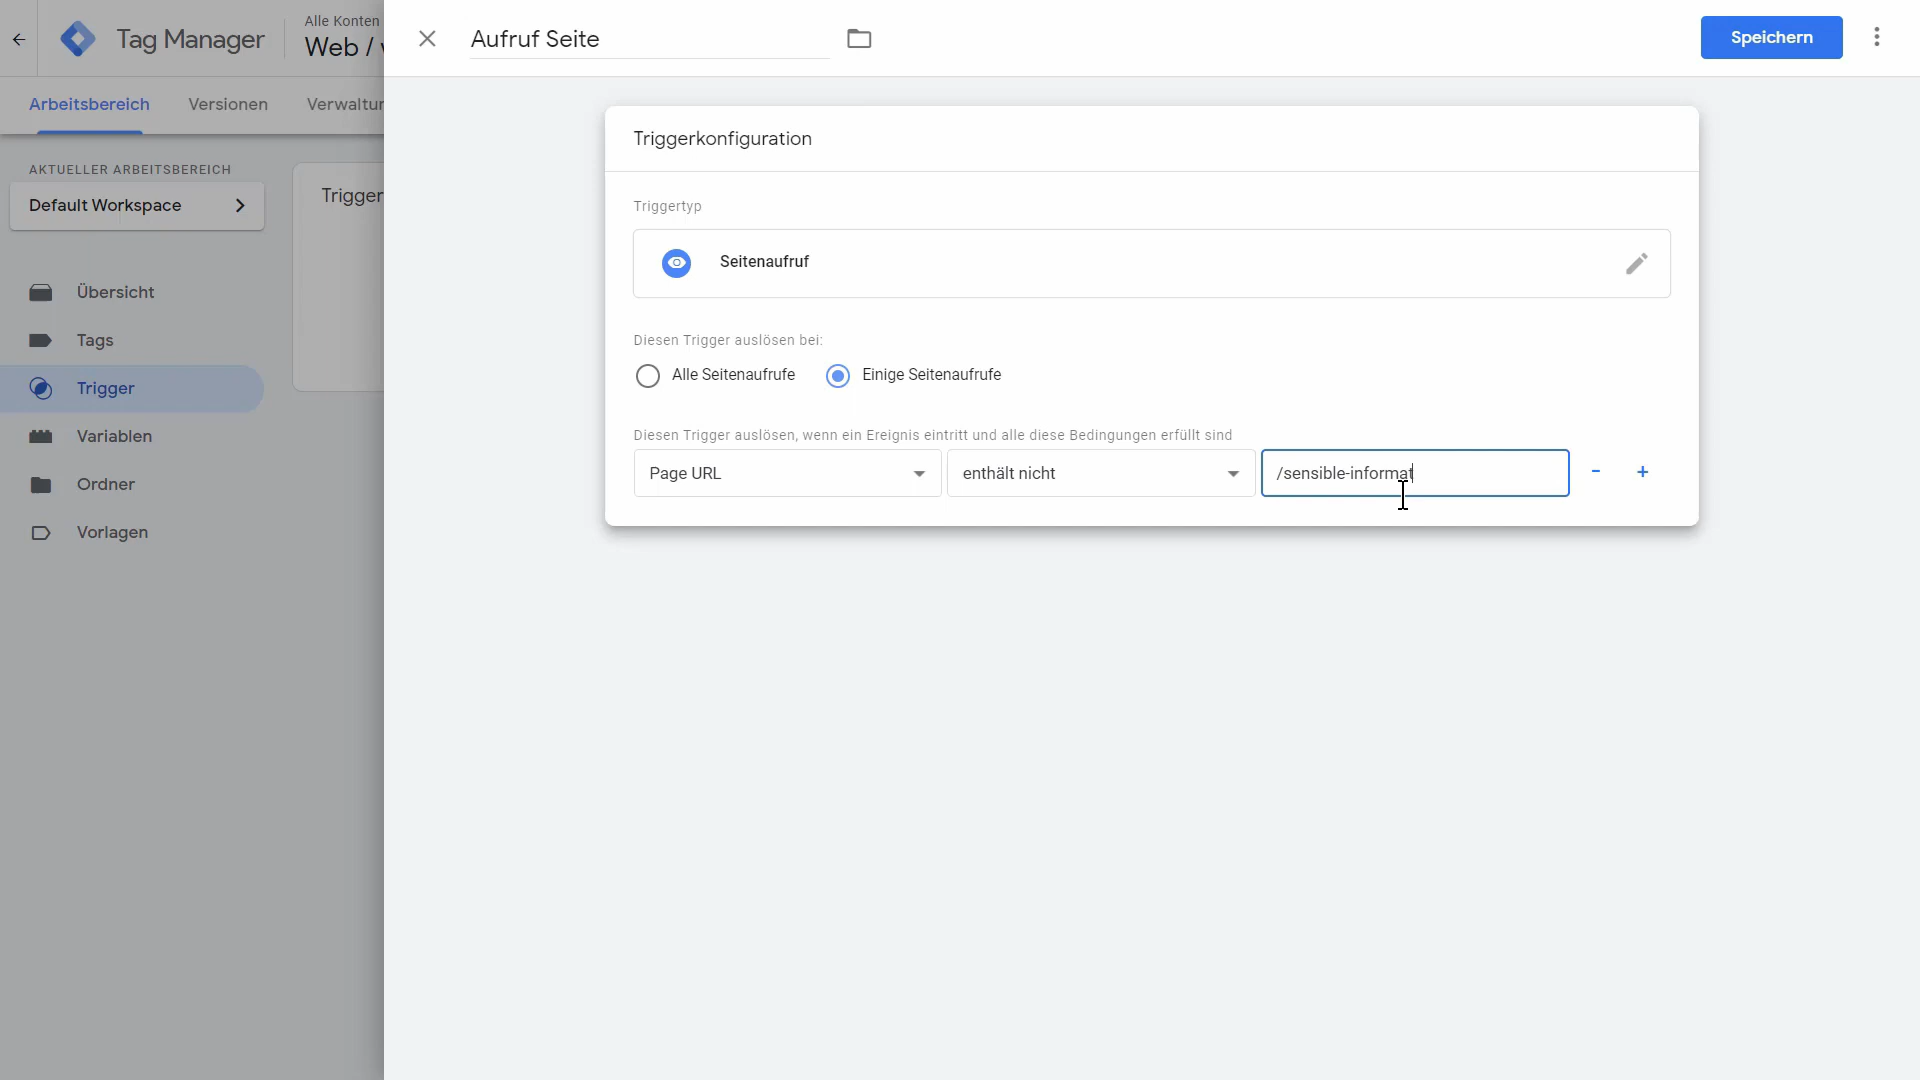 Alle Konten
Tag Manager
Web /
Aufruf Seite
Speichern
Arbeitsbereich
Versionen
Verwaltun
AKTUELLER ARBEITSBEREICH
Default Workspace
Übersicht
Tags
Trigger
Variablen
Ordner
Vorlagen
Trigger
Triggerkonfiguration
Triggertyp
Seitenaufruf
Diesen Trigger auslösen bei:
Alle Seitenaufrufe
Einige Seitenaufrufe
Diesen Trigger auslösen, wenn ein Ereignis eintritt und alle diese Bedingungen erfüllt sind
Page URL
enthält nicht
/sensible-informat
-
+